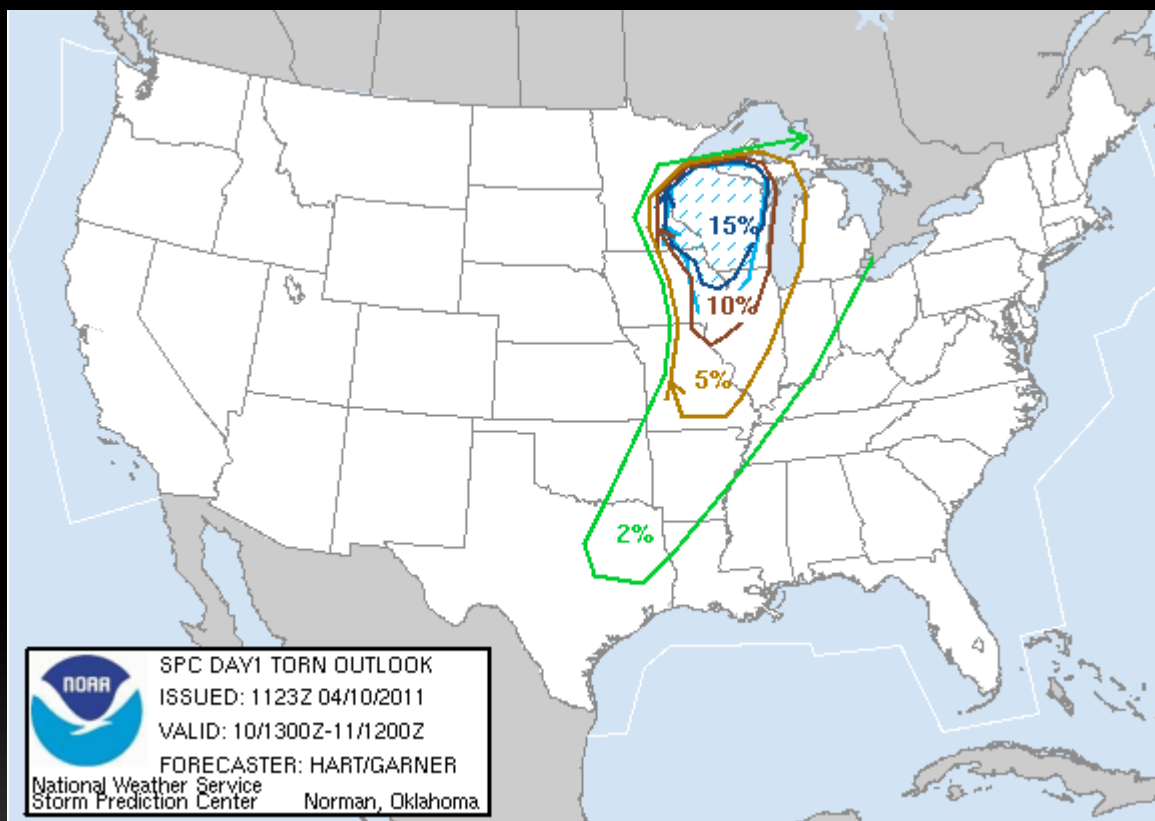 15%
10%
5%
2%
NOAA
SPC DAY1 TORN OUTLOOK
ISSUED: 1123Z 04/10/2011
VALID: 10/1300Z-11/1200Z
FORECASTER: HART/GARNER
National Weather Service
Storm Prediction Center Norman, Oklahoma